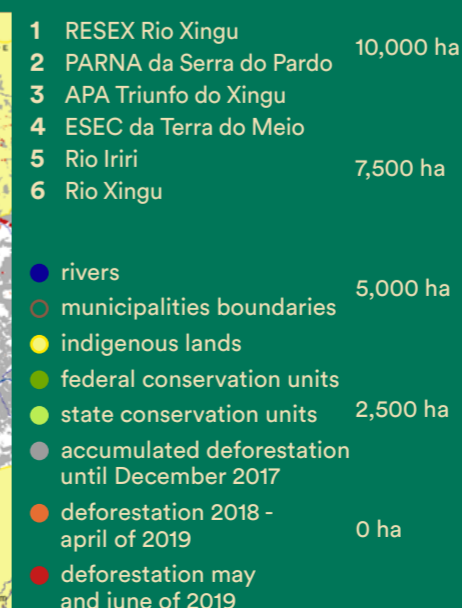 1 RESEX Rio Xingu
2 PARNA da Serra do Pardo
3 APA Triunfo do Xingu
4 ESEC da Terra do Meio
5 Rio Iriri
6 Rio Xingu
rivers
municipalities boundaries
indigenous lands
federal conservation units
state conservation units
accumulated deforestation
until December 2017
deforestation 2018 -
april of 2019
deforestation may
and june of 2019
10,000 ha
7,500 ha
5,000 ha
2,500 ha
0 ha